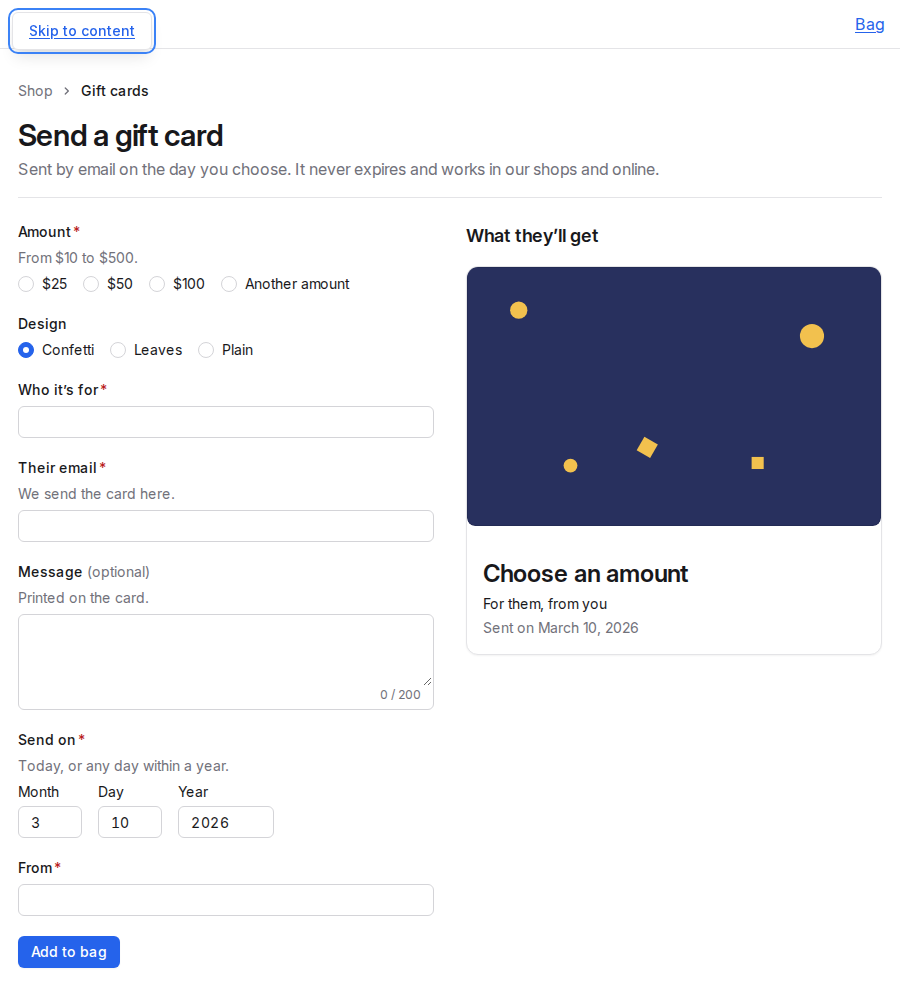 Skip to content
Bag
Shop > Gift cards
Send a gift card
Sent by email on the day you choose. It never expires and works in our shops and online.
Amount *
From $10 to $500.
$25 $50 $100 Another amount
Design
Confetti Leaves Plain
Who it’s for *
Their email *
We send the card here.
Message (optional)
Printed on the card.
0 / 200
Send on *
Today, or any day within a year.
Month Day Year
3 10 2026
From *
Add to bag
What they’ll get
Choose an amount
For them, from you
Sent on March 10, 2026